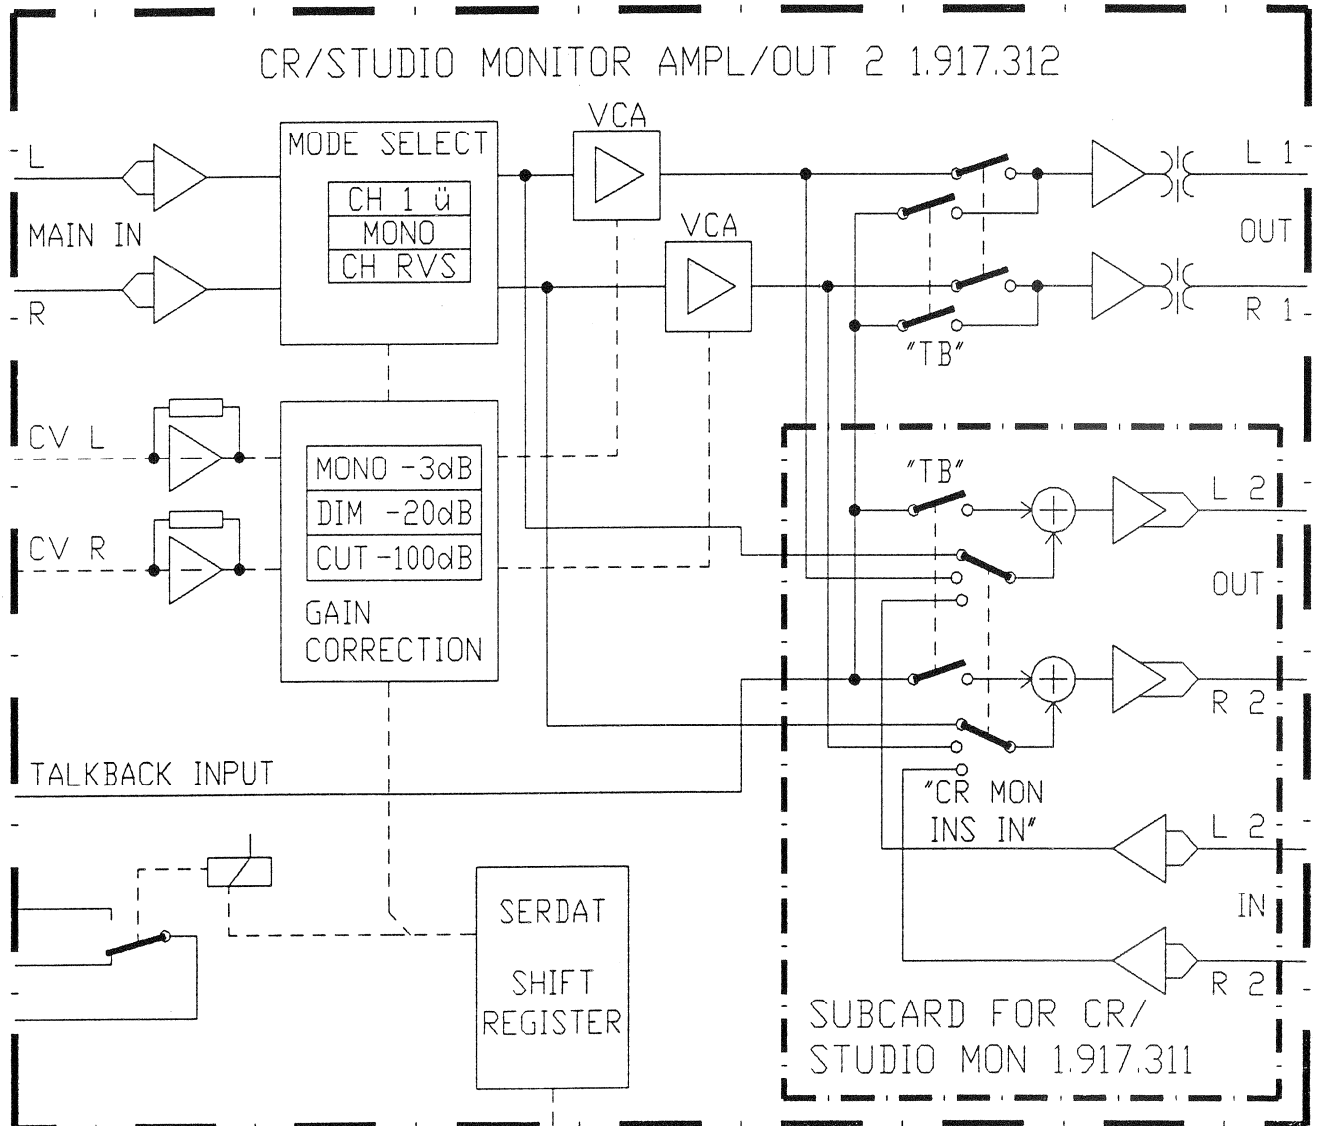 CR/STUDIO MONITOR AMPL/OUT 2 1.917.312
VCA
L
MODE SELECT
L 1
CH 1 ü
MAIN IN
MONO
VCA
OUT
CH RVS
R
R 1
"TB"
CV L
MONO -3dB
"TB"
L 2
DIM -20dB
CV R
CUT -100dB
OUT
GAIN
CORRECTION
R 2
TALKBACK INPUT
"CR MON
INS IN"
L 2
SERDAT
IN
SHIFT
REGISTER
R 2
SUBCARD FOR CR/
STUDIO MON 1.917.311